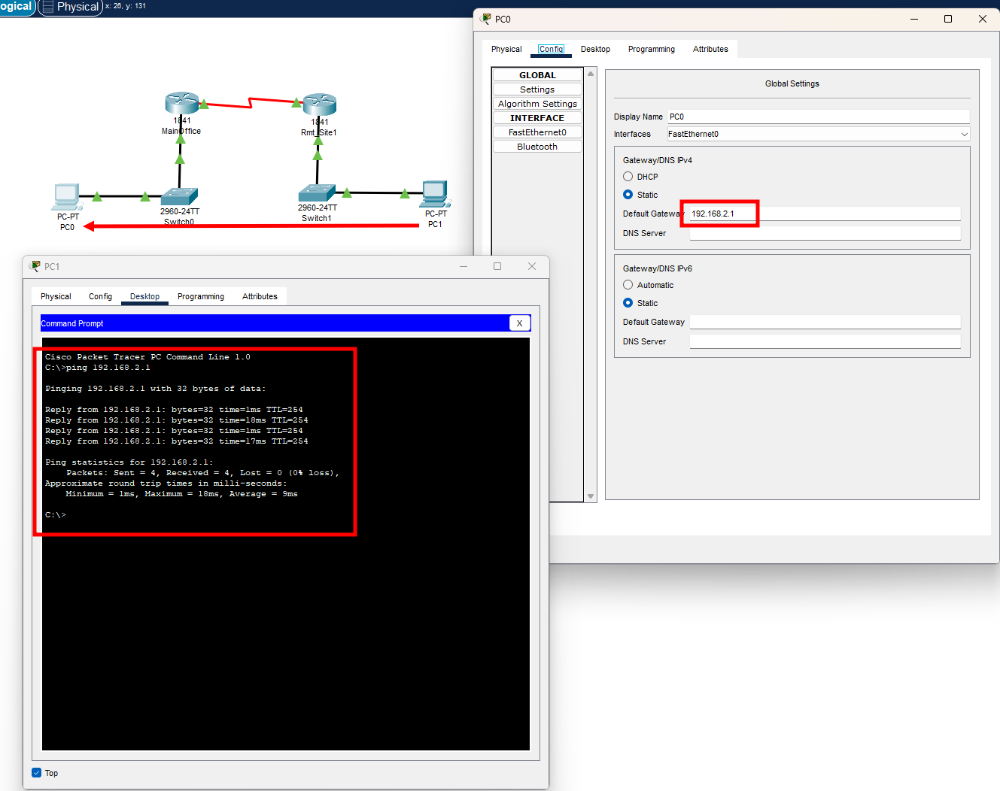 ogical Physical x: 26, y: 131
1841
MainOffice
1841
Rmt_Site1
PC-PT
PC0
2960-24TT
Switch0
2960-24TT
Switch1
PC-PT
PC1
PC0
Physical Config Desktop Programming Attributes
GLOBAL
Settings
Algorithm Settings
INTERFACE
FastEthernet0
Bluetooth
Global Settings
Display Name PC0
Interfaces FastEthernet0
Gateway/DNS IPv4
DHCP
Static
Default Gateway 192.168.2.1
DNS Server
Gateway/DNS IPv6
Automatic
Static
Default Gateway
DNS Server
PC1
Physical Config Desktop Programming Attributes
Command Prompt X
Cisco Packet Tracer PC Command Line 1.0
C:\>ping 192.168.2.1
Pinging 192.168.2.1 with 32 bytes of data:
Reply from 192.168.2.1: bytes=32 time=1ms TTL=254
Reply from 192.168.2.1: bytes=32 time=18ms TTL=254
Reply from 192.168.2.1: bytes=32 time=1ms TTL=254
Reply from 192.168.2.1: bytes=32 time=17ms TTL=254
Ping statistics for 192.168.2.1:
Packets: Sent = 4, Received = 4, Lost = 0 (0% loss),
Approximate round trip times in milli-seconds:
Minimum = 1ms, Maximum = 18ms, Average = 9ms
C:\>
Top